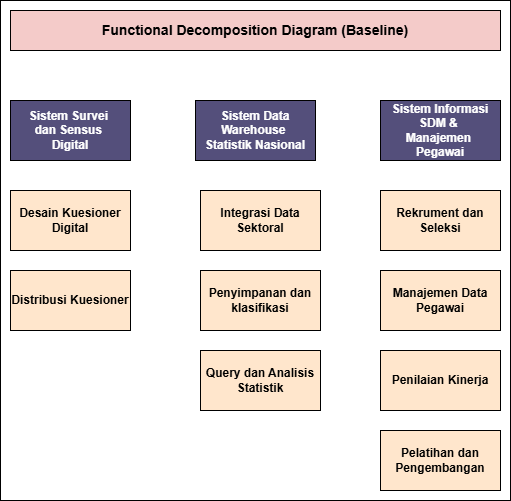 Functional Decomposition Diagram (Baseline)
Sistem Survei
dan Sensus
Digital
Sistem Data
Warehouse
Statistik Nasional
Sistem Informasi
SDM &
Manajemen
Pegawai
Desain Kuesioner
Digital
Integrasi Data
Sektoral
Rekrument dan
Seleksi
Distribusi Kuesioner
Penyimpanan dan
klasifikasi
Manajemen Data
Pegawai
Query dan Analisis
Statistik
Penilaian Kinerja
Pelatihan dan
Pengembangan